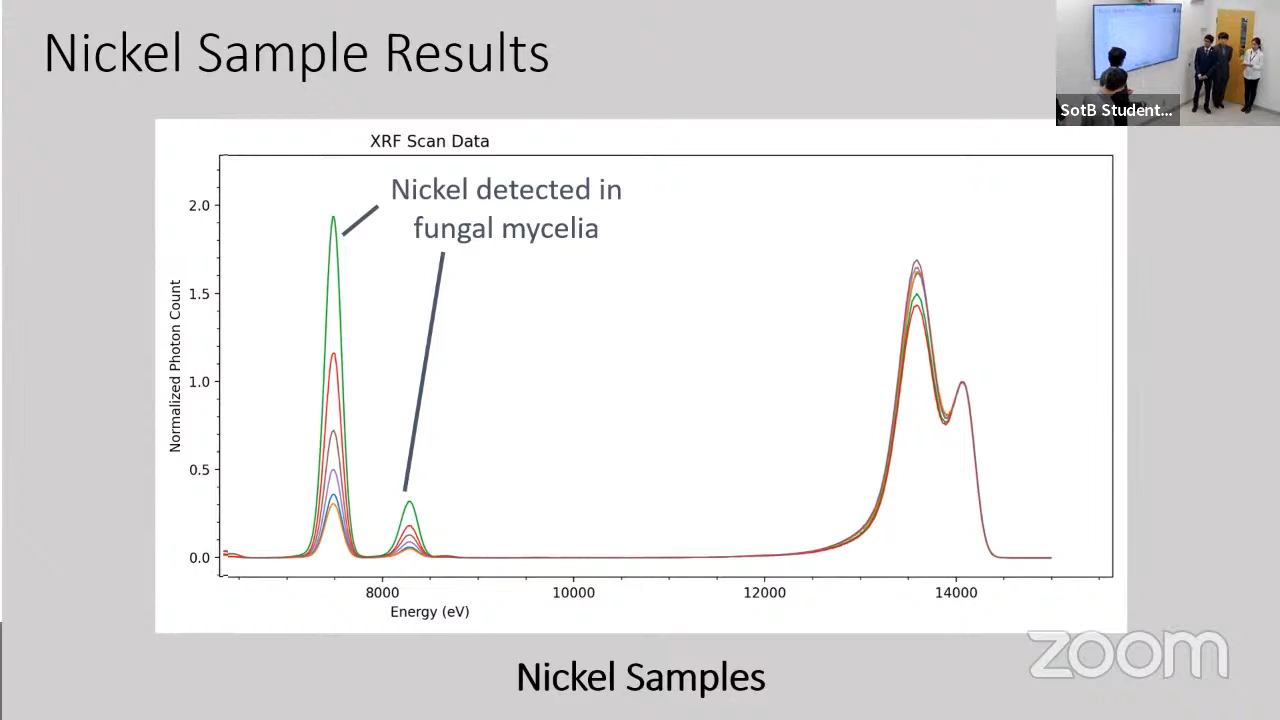 Nickel Sample Results
SotB Student...
XRF Scan Data
Nickel detected in
fungal mycelia
Normalized Photon Count
2.0
1.5
1.0
0.5
0.0
8000
10000
12000
14000
Energy (eV)
Nickel Samples
zoom